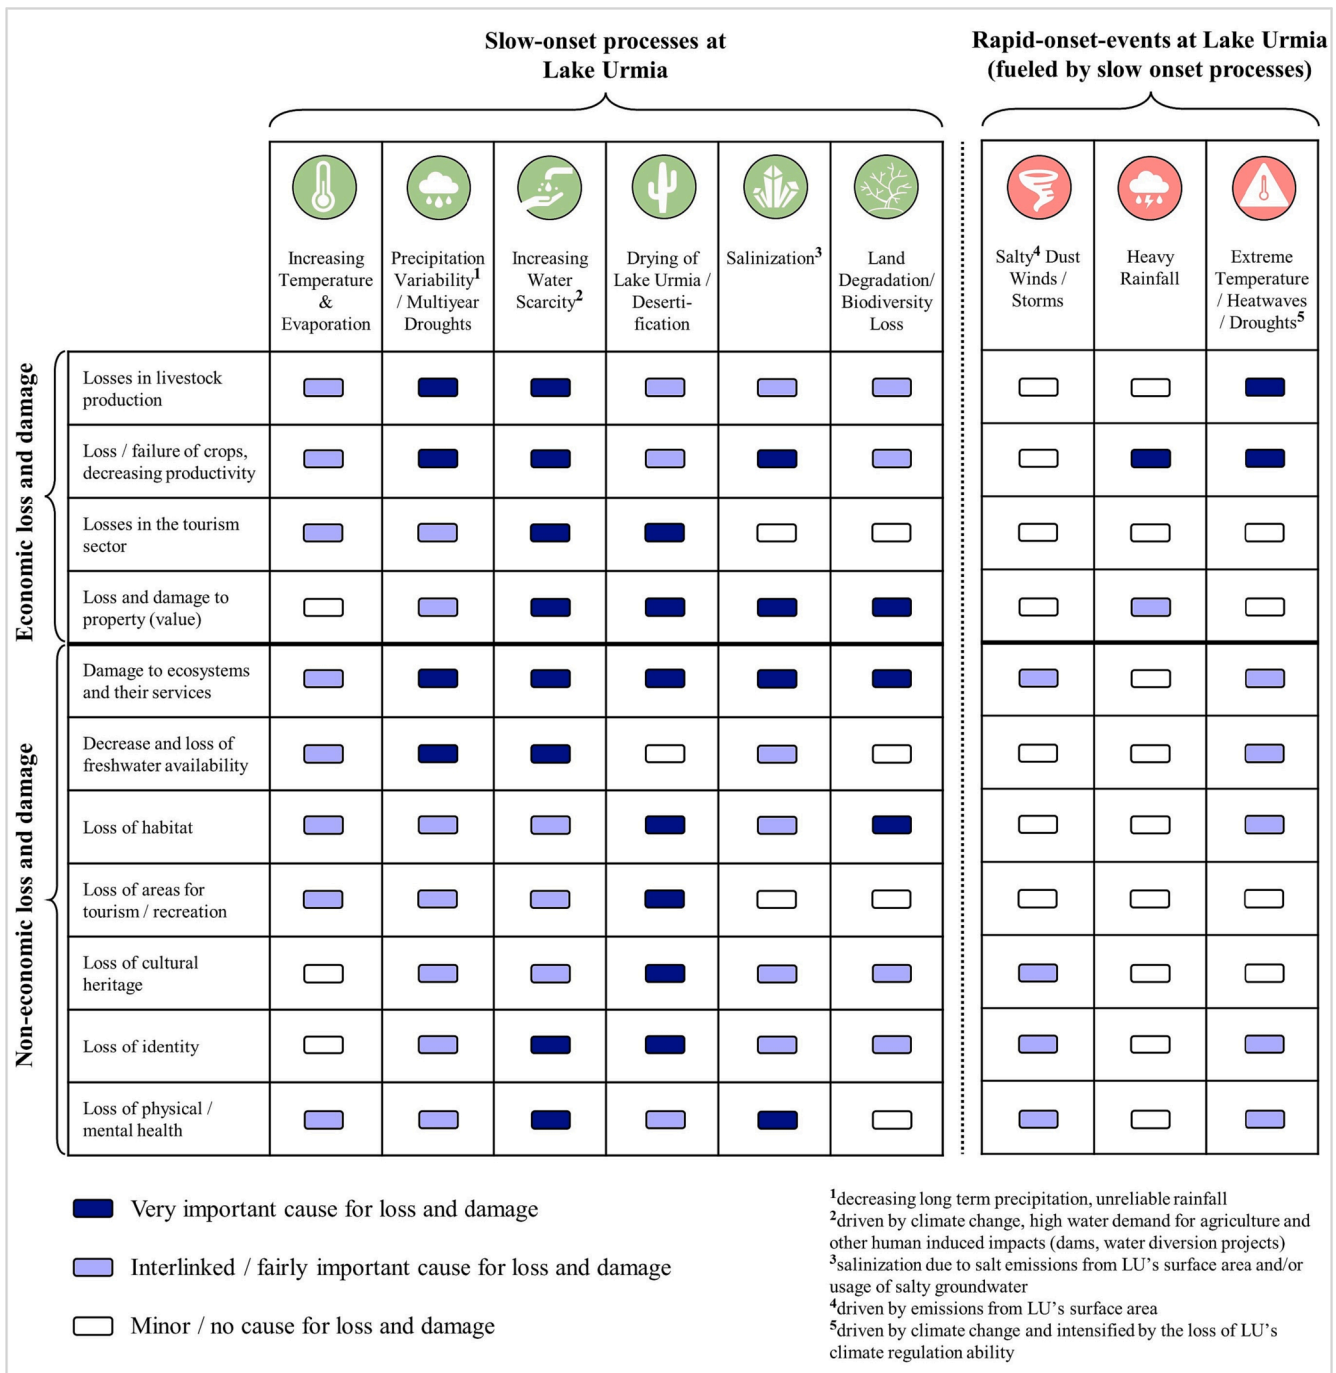 Slow-onset processes at
Lake Urmia
Rapid-onset-events at Lake Urmia
(fueled by slow onset processes)
Increasing
Temperature
&
Evaporation
Precipitation
Variability1
/ Multiyear
Droughts
Increasing
Water
Scarcity2
Drying of
Lake Urmia /
Deserti-
fication
Salinization3
Land
Degradation/
Biodiversity
Loss
Salty4 Dust
Winds /
Storms
Heavy
Rainfall
Extreme
Temperature
/ Heatwaves
/ Droughts5
Economic loss and damage
Losses in livestock
production
Loss / failure of crops,
decreasing productivity
Losses in the tourism
sector
Loss and damage to
property (value)
Non-economic loss and damage
Damage to ecosystems
and their services
Decrease and loss of
freshwater availability
Loss of habitat
Loss of areas for
tourism / recreation
Loss of cultural
heritage
Loss of identity
Loss of physical /
mental health
Very important cause for loss and damage
Interlinked / fairly important cause for loss and damage
Minor / no cause for loss and damage
1decreasing long term precipitation, unreliable rainfall
2driven by climate change, high water demand for agriculture and
other human induced impacts (dams, water diversion projects)
3salinization due to salt emissions from LU's surface area and/or
usage of salty groundwater
4driven by emissions from LU's surface area
5driven by climate change and intensified by the loss of LU's
climate regulation ability